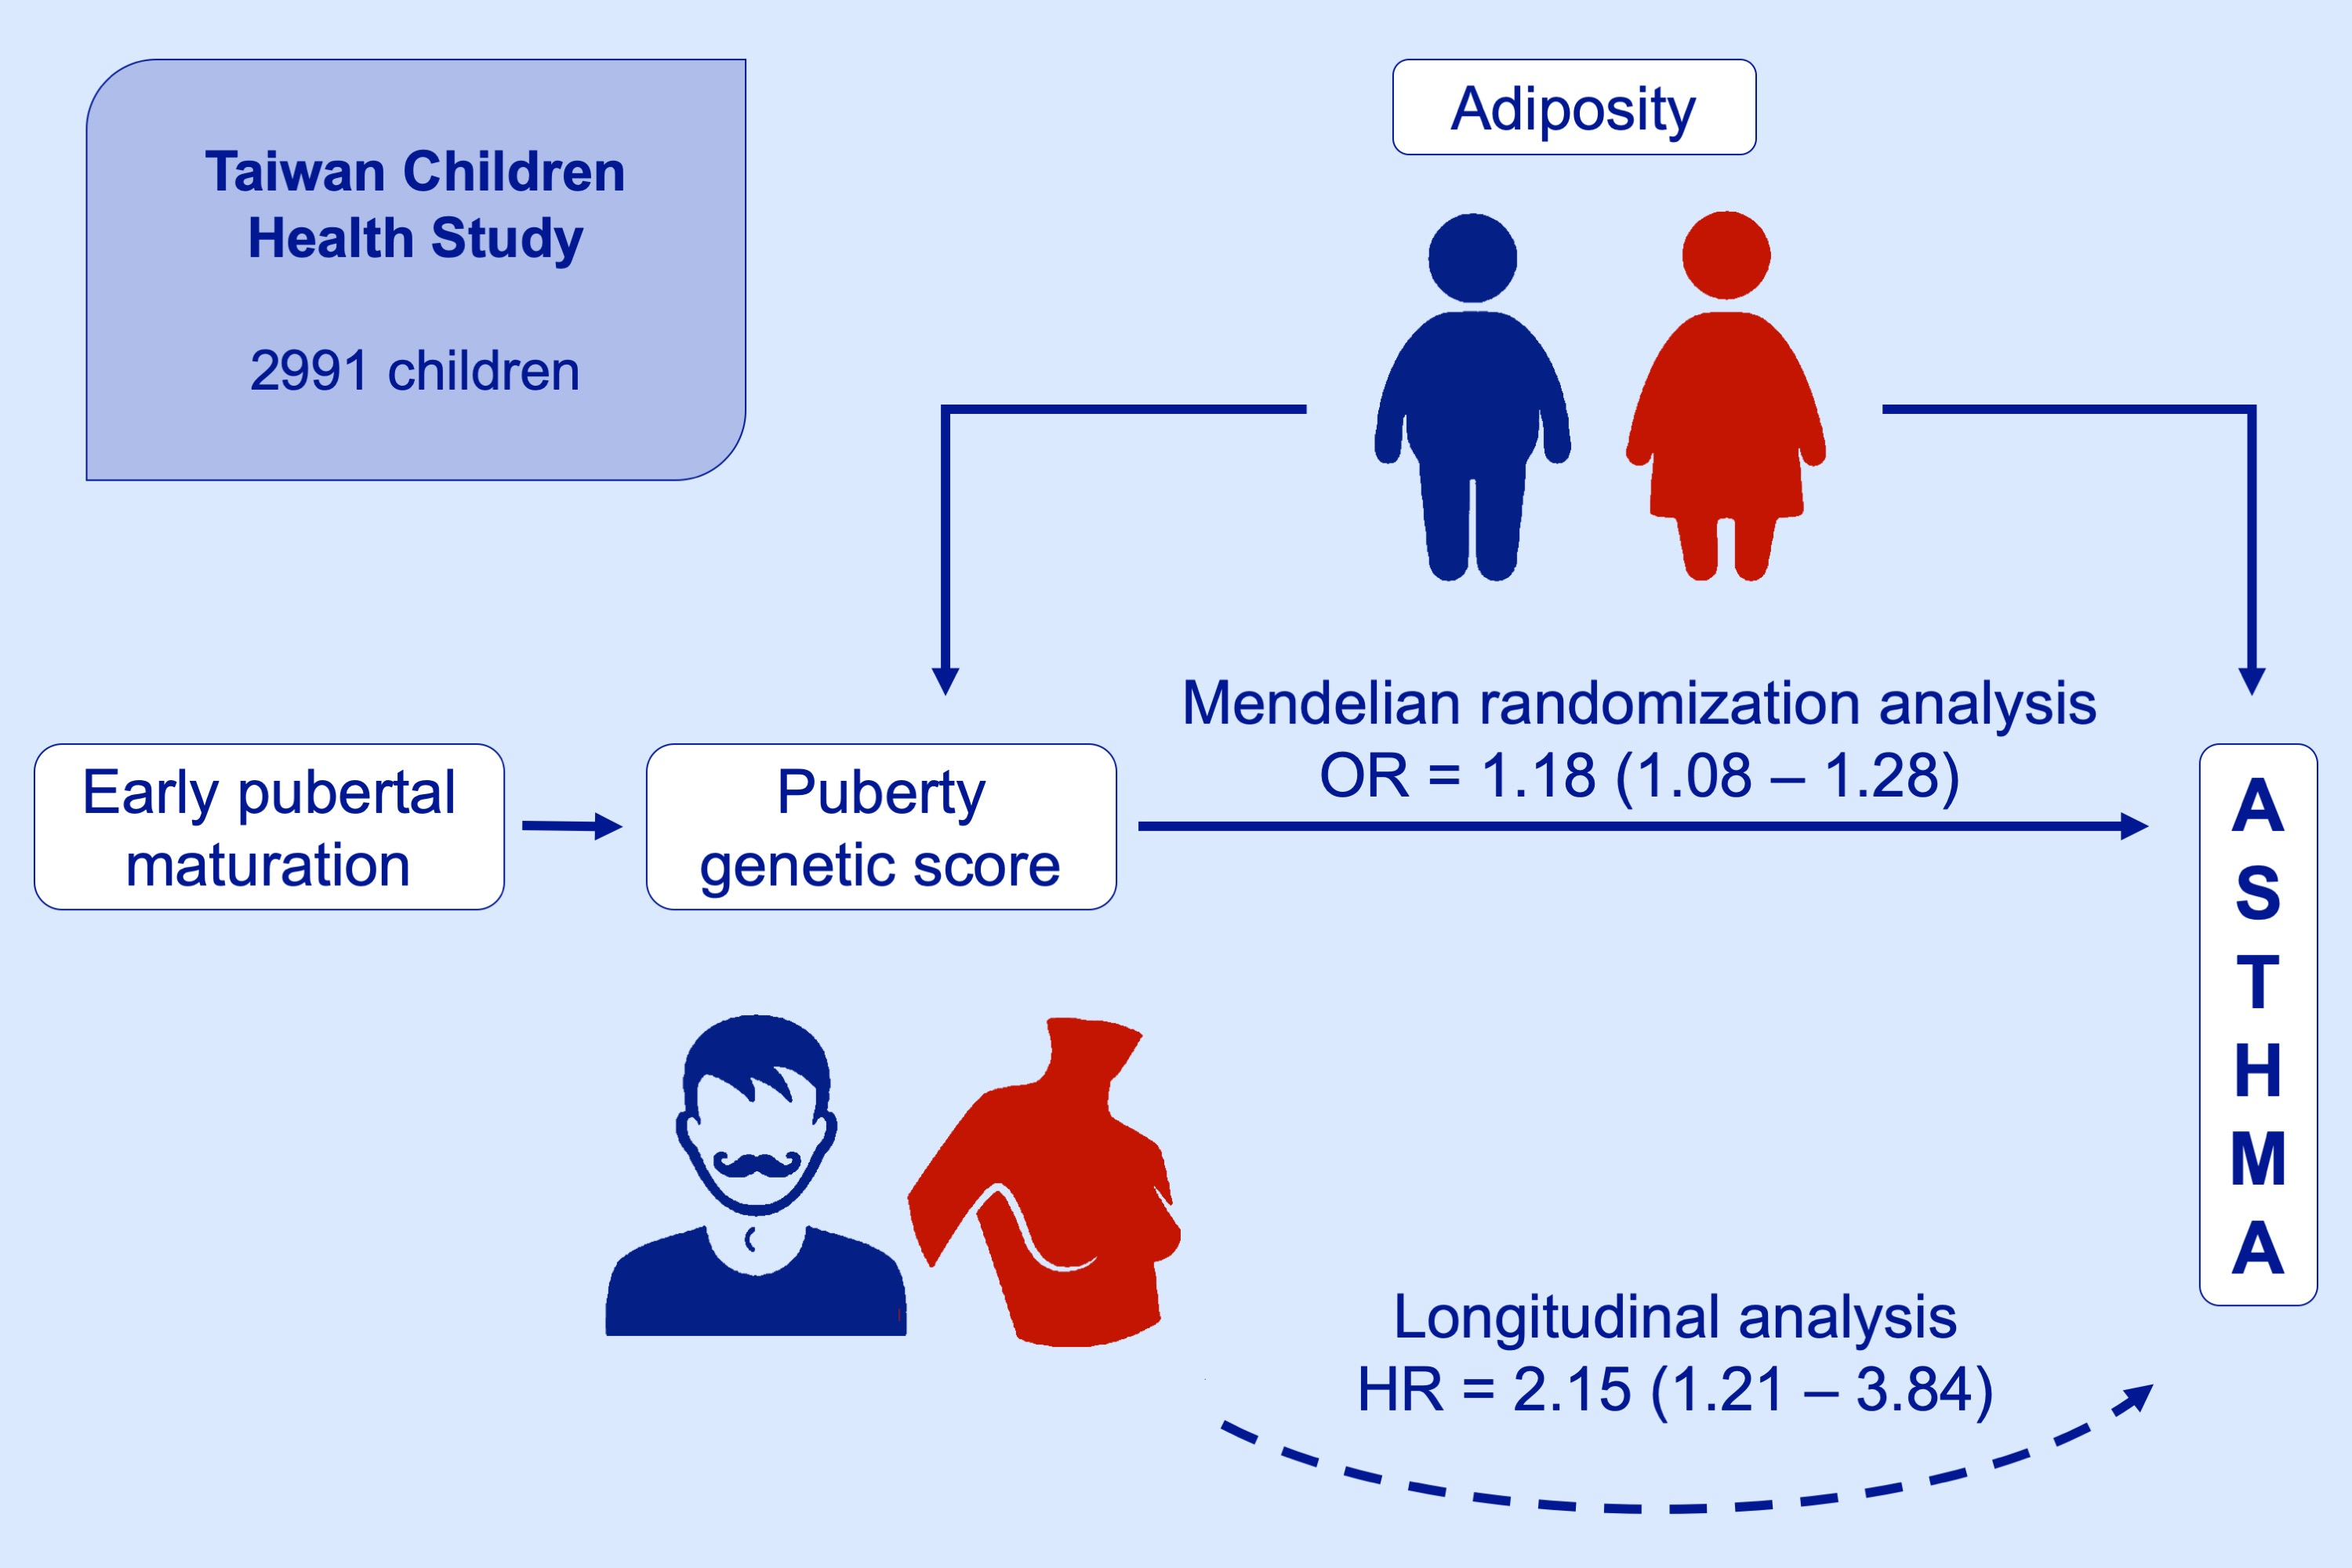 Taiwan Children
Health Study
2991 children
Adiposity
Mendelian randomization analysis
OR = 1.18 (1.08 – 1.28)
Early pubertal
maturation
Puberty
genetic score
A
S
T
H
M
A
Longitudinal analysis
HR = 2.15 (1.21 – 3.84)